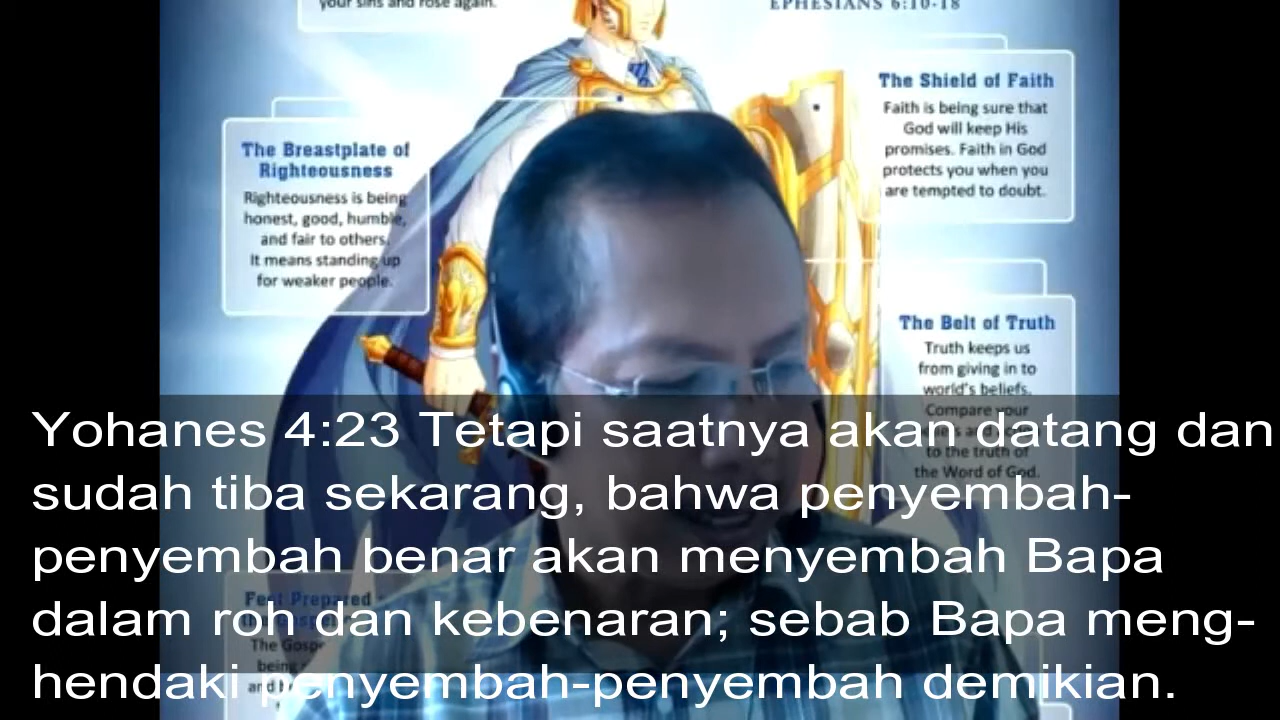 your sins and rose again.
EPHESIANS 6:10-18
The Shield of Faith
Faith is being sure that
God will keep His
promises. Faith in God
protects you when you
are tempted to doubt.
The Breastplate of
Righteousness
Righteousness is being
honest, good, humble,
and fair to others.
It means standing up
for weaker people.
The Belt of Truth
Truth keeps us
from giving in to
world's beliefs.
Compare your
to the truth of
the Word of God.
Yohanes 4:23 Tetapi saatnya akan datang dan
sudah tiba sekarang, bahwa penyembah-
penyembah benar akan menyembah Bapa
dalam roh dan kebenaran; sebab Bapa meng-
hendaki penyembah-penyembah demikian.
Feet Prepared
The
being